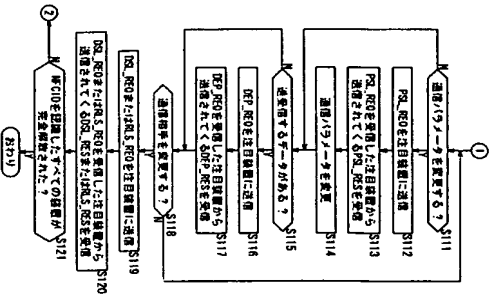 1
通信パラメータを変更する?
S111
N
PSL_REQを注目装置に送信
S112
PSL_REQを受信した注目装置から
送信されてくるPSL_RESを受信
S113
通信パラメータを変更
S114
送受信するデータがある?
S115
N
DEP_REQを注目装置に送信
S116
DEP_REQを受信した注目装置から
送信されてくるDEP_RESを受信
S117
通信相手を変更する?
S118
N
DSL_REQまたはRLS_REQを注目装置に送信
S119
DSL_REQまたはRLS_REQを受信した注目装置から
送信されてくるDSL_RESまたはRLS_RESを受信
S120
NFCIDを認識したすべての装置が
完全解放された?
S121
N
2
おわり